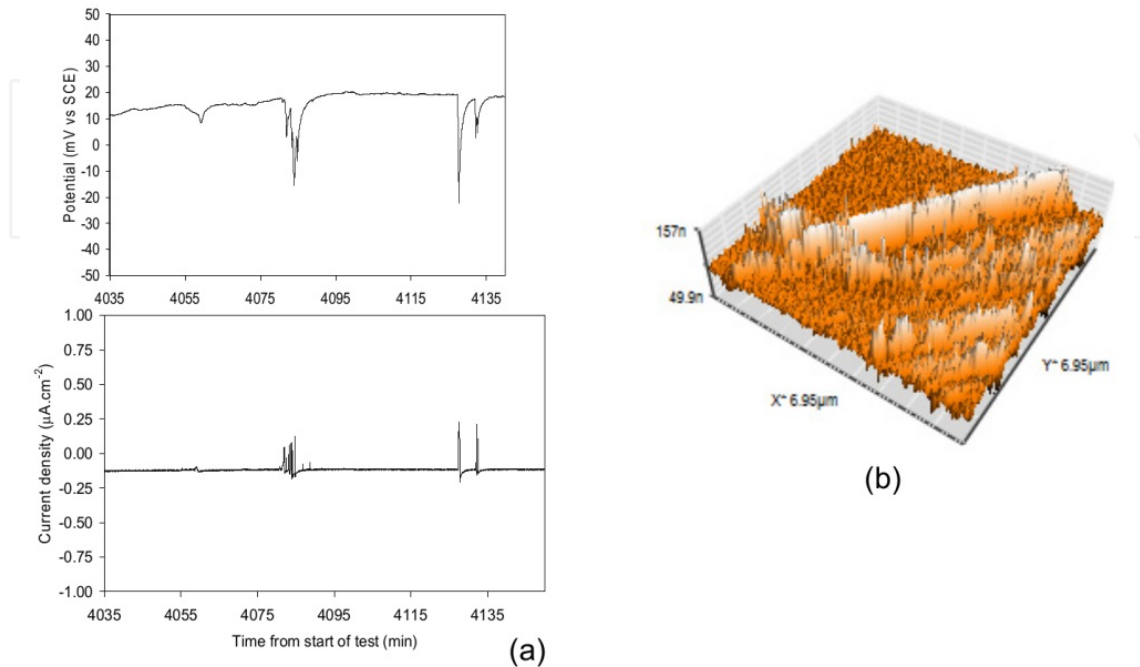 50
40
30
20
10
0
-10
-20
-30
-40
-50
Potential (mV vs SCE)
4035 4055 4075 4095 4115 4135
1.00
0.75
0.50
0.25
0.00
-0.25
-0.50
-0.75
-1.00
Current density (µA.cm⁻²)
4035 4055 4075 4095 4115 4135
Time from start of test (min)
(a)
157n
49.9n
X~ 6.95µm
Y~ 6.95µm
(b)